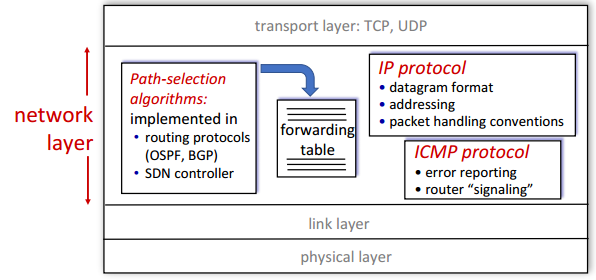 transport layer: TCP, UDP
network
layer
Path-selection
algorithms:
implemented in
• routing protocols
(OSPF, BGP)
• SDN controller
forwarding
table
IP protocol
• datagram format
• addressing
• packet handling conventions
ICMP protocol
• error reporting
• router “signaling”
link layer
physical layer